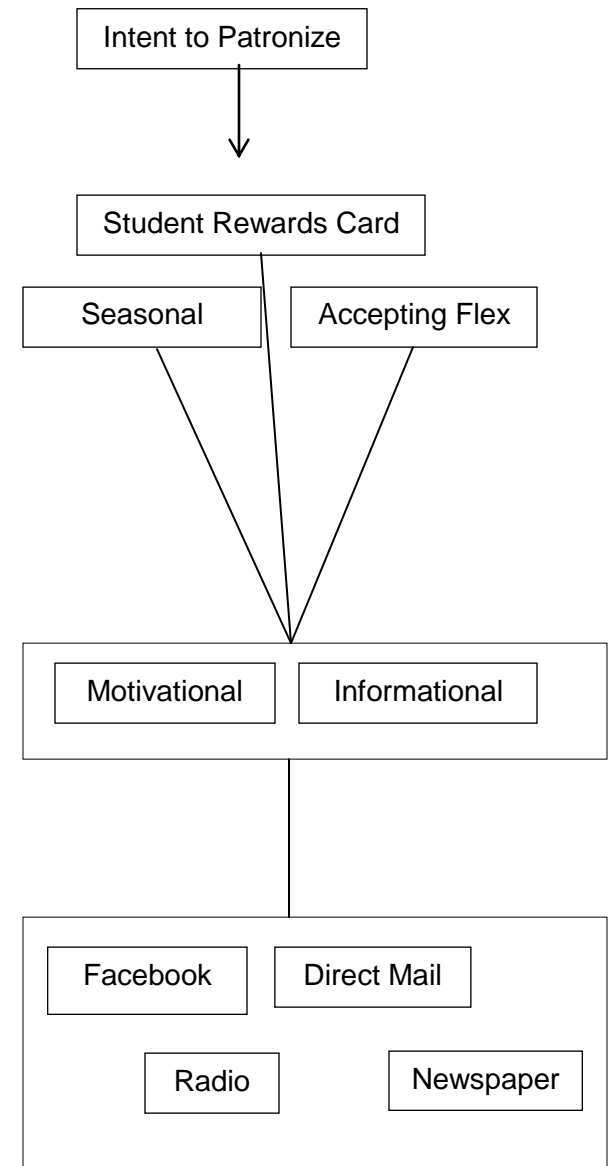 Intent to Patronize
Student Rewards Card
Seasonal
Accepting Flex
Motivational
Informational
Facebook
Direct Mail
Radio
Newspaper